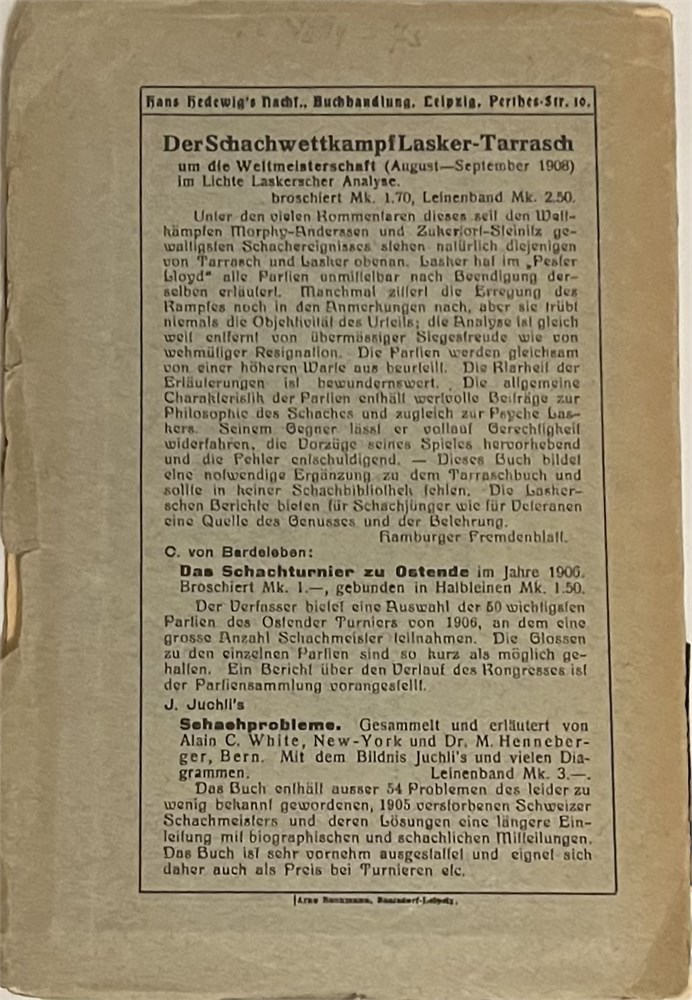 Hans Hedewig's Nachf., Buchhandlung, Leipzig, Perthes-Str. 10.
Der Schachwettkampf Lasker-Tarrasch
um die Weltmeisterschaft (August—September 1908)
im Lichte Laskerscher Analyse.
broschiert Mk. 1.70, Leinenband Mk. 2.50.
Unter den vielen Kommentaren dieses seit den Wett-
kämpfen Morphy-Anderssen und Zukertort-Steinitz ge-
waltigsten Schachereignisses stehen natürlich diejenigen
von Tarrasch und Lasker obenan. Lasker hat im „Pester
Lloyd" alle Partien unmittelbar nach Beendigung der-
selben erläutert. Manchmal zittert die Erregung des
Kampfes noch in den Anmerkungen nach, aber sie trübt
niemals die Objektivität des Urteils; die Analyse ist gleich
weit entfernt von übermässiger Siegesfreude wie von
wehmütiger Resignation. Die Partien werden gleichsam
von einer höheren Warte aus beurteilt. Die Klarheit der
Erläuterungen ist bewundernswert. Die allgemeine
Charakteristik der Partien enthält wertvolle Beiträge zur
Philosophie des Schaches und zugleich zur Psyche Las-
kers. Seinem Gegner lässt er vollauf Gerechtigkeit
widerfahren, die Vorzüge seines Spieles hervorhebend
und die Fehler entschuldigend. — Dieses Buch bildet
eine notwendige Ergänzung zu dem Tarraschbuch und
sollte in keiner Schachbibliothek fehlen. Die Lasker-
schen Berichte bieten für Schachjünger wie für Veteranen
eine Quelle des Genusses und der Belehrung.
Hamburger Fremdenblatt.
C. von Bardeleben:
Das Schachturnier zu Ostende im Jahre 1906.
Broschiert Mk. 1.—, gebunden in Halbleinen Mk. 1.50.
Der Verfasser bietet eine Auswahl der 50 wichtigsten
Partien des Ostender Turniers von 1906, an dem eine
grosse Anzahl Schachmeister teilnahmen. Die Glossen
zu den einzelnen Partien sind so kurz als möglich ge-
halten. Ein Bericht über den Verlauf des Kongresses ist
der Partiensammlung vorangestellt.
J. Juchli's
Schachprobleme. Gesammelt und erläutert von
Alain C. White, New-York und Dr. M. Henneber-
ger, Bern. Mit dem Bildnis Juchli's und vielen Dia-
grammen. Leinenband Mk. 3.—.
Das Buch enthält ausser 54 Problemen des leider zu
wenig bekannt gewordenen, 1905 verstorbenen Schweizer
Schachmeisters und deren Lösungen eine längere Ein-
leitung mit biographischen und schachlichen Mitteilungen.
Das Buch ist sehr vornehm ausgestattet und eignet sich
daher auch als Preis bei Turnieren etc.